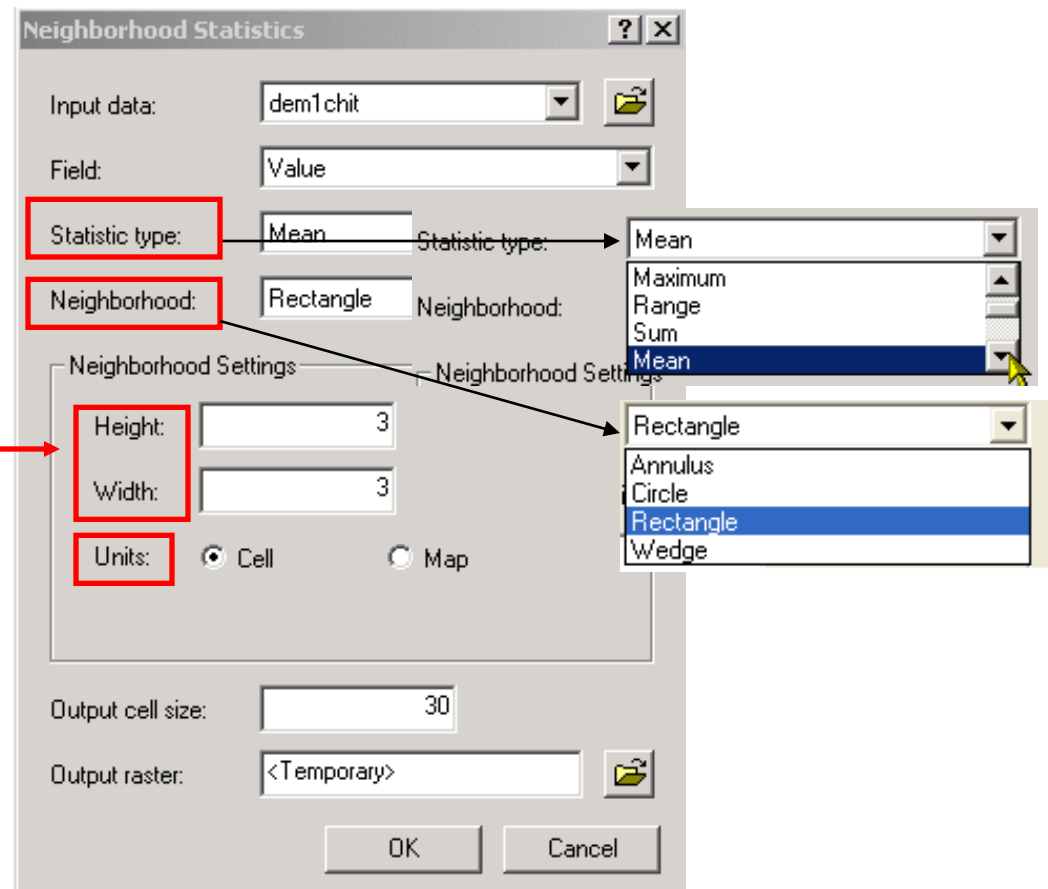 Neighborhood Statistics
Input data: dem1chit
Field: Value
Statistic type: Mean Statistic type: Mean
Maximum
Range
Sum
Mean
Neighborhood: Rectangle Neighborhood:
Neighborhood Settings Neighborhood Settings
Rectangle
Annulus
Circle
Rectangle
Wedge
Height: 3
Width: 3
Units: Cell Map
Output cell size: 30
Output raster: <Temporary>
OK Cancel